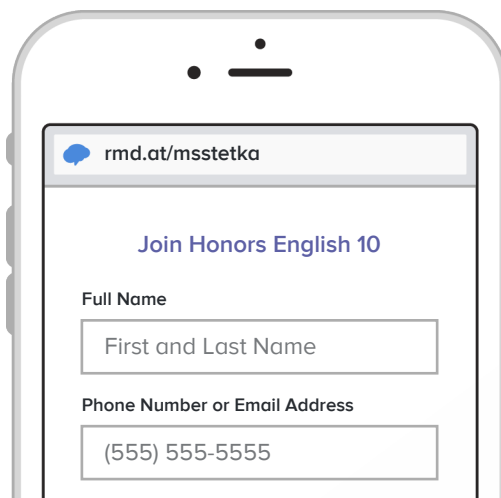 rmd.at/msstetka
Join Honors English 10
Full Name
First and Last Name
Phone Number or Email Address
(555) 555-5555